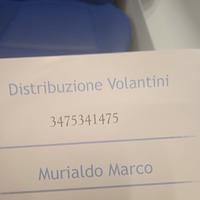 Distribuzione Volantini
3475341475
Murialdo Marco